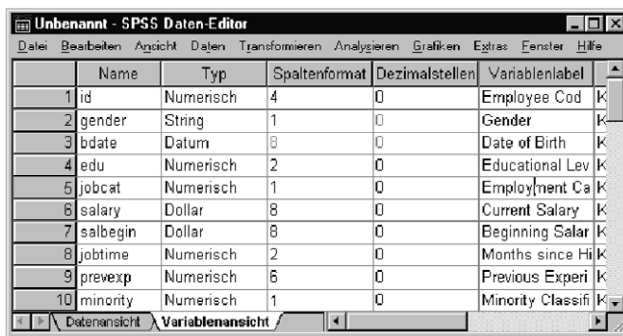 Unbenannt - SPSS Daten-Editor
Datei Bearbeiten Ansicht Daten Transformieren Analysieren Grafiken Extras Fenster Hilfe
Name Typ Spaltenformat Dezimalstellen Variablenlabel
1 id Numerisch 4 0 Employee Cod K
2 gender String 1 0 Gender K
3 bdate Datum 8 0 Date of Birth K
4 edu Numerisch 2 0 Educational Lev K
5 jobcat Numerisch 1 0 Employment Ca K
6 salary Dollar 8 0 Current Salary K
7 salbegin Dollar 8 0 Beginning Salar K
8 jobtime Numerisch 2 0 Months since Hi K
9 prevexp Numerisch 6 0 Previous Experi K
10 minority Numerisch 1 0 Minority Classifi K
Datenansicht Variablenansicht